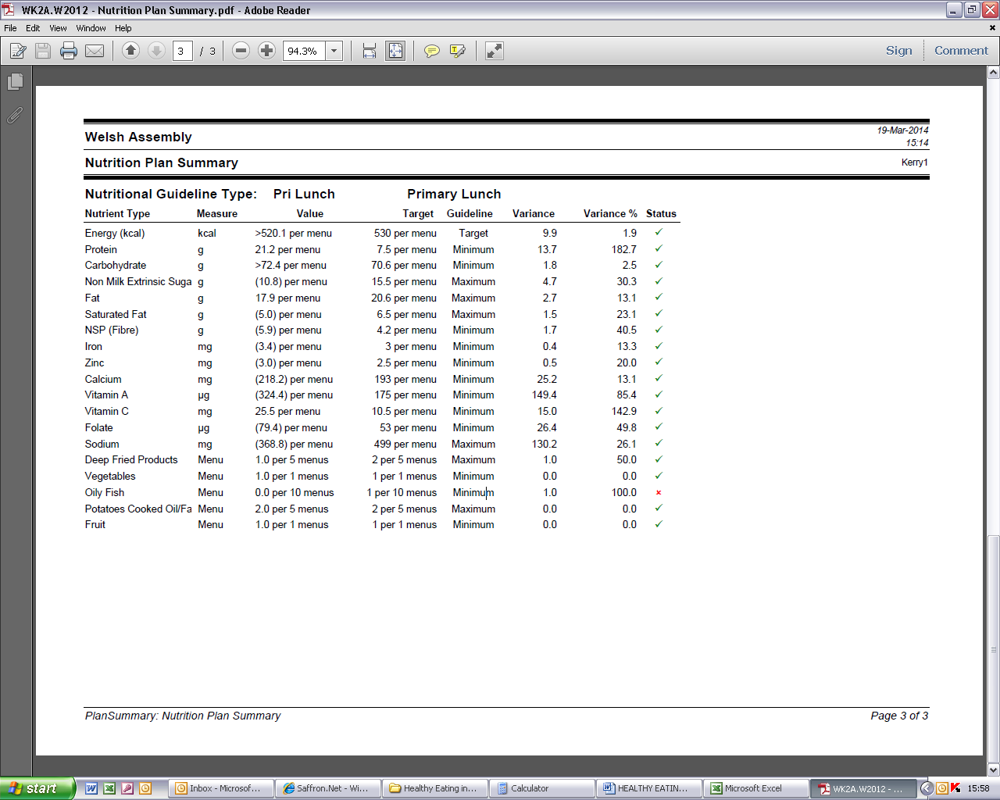 WK2A.W2012 - Nutrition Plan Summary.pdf - Adobe Reader
File Edit View Window Help
3 / 3 94.3% Sign Comment
Welsh Assembly 19-Mar-2014
15:14
Nutrition Plan Summary Kerry1
Nutritional Guideline Type: Pri Lunch Primary Lunch
Nutrient Type Measure Value Target Guideline Variance Variance % Status
Energy (kcal) kcal >520.1 per menu 530 per menu Target 9.9 1.9 ✓
Protein g 21.2 per menu 7.5 per menu Minimum 13.7 182.7 ✓
Carbohydrate g >72.4 per menu 70.6 per menu Minimum 1.8 2.5 ✓
Non Milk Extrinsic Suga g (10.8) per menu 15.5 per menu Maximum 4.7 30.3 ✓
Fat g 17.9 per menu 20.6 per menu Maximum 2.7 13.1 ✓
Saturated Fat g (5.0) per menu 6.5 per menu Maximum 1.5 23.1 ✓
NSP (Fibre) g (5.9) per menu 4.2 per menu Minimum 1.7 40.5 ✓
Iron mg (3.4) per menu 3 per menu Minimum 0.4 13.3 ✓
Zinc mg (3.0) per menu 2.5 per menu Minimum 0.5 20.0 ✓
Calcium mg (218.2) per menu 193 per menu Minimum 25.2 13.1 ✓
Vitamin A µg (324.4) per menu 175 per menu Minimum 149.4 85.4 ✓
Vitamin C mg 25.5 per menu 10.5 per menu Minimum 15.0 142.9 ✓
Folate µg (79.4) per menu 53 per menu Minimum 26.4 49.8 ✓
Sodium mg (368.8) per menu 499 per menu Maximum 130.2 26.1 ✓
Deep Fried Products Menu 1.0 per 5 menus 2 per 5 menus Maximum 1.0 50.0 ✓
Vegetables Menu 1.0 per 1 menus 1 per 1 menus Minimum 0.0 0.0 ✓
Oily Fish Menu 0.0 per 10 menus 1 per 10 menus Minimum 1.0 100.0 ×
Potatoes Cooked Oil/Fa Menu 2.0 per 5 menus 2 per 5 menus Maximum 0.0 0.0 ✓
Fruit Menu 1.0 per 1 menus 1 per 1 menus Minimum 0.0 0.0 ✓
PlanSummary: Nutrition Plan Summary Page 3 of 3
start Inbox - Microsof... Saffron.Net - Wi... Healthy Eating in... Calculator HEALTHY EATIN... Microsoft Excel WK2A.W2012 - ... 15:58